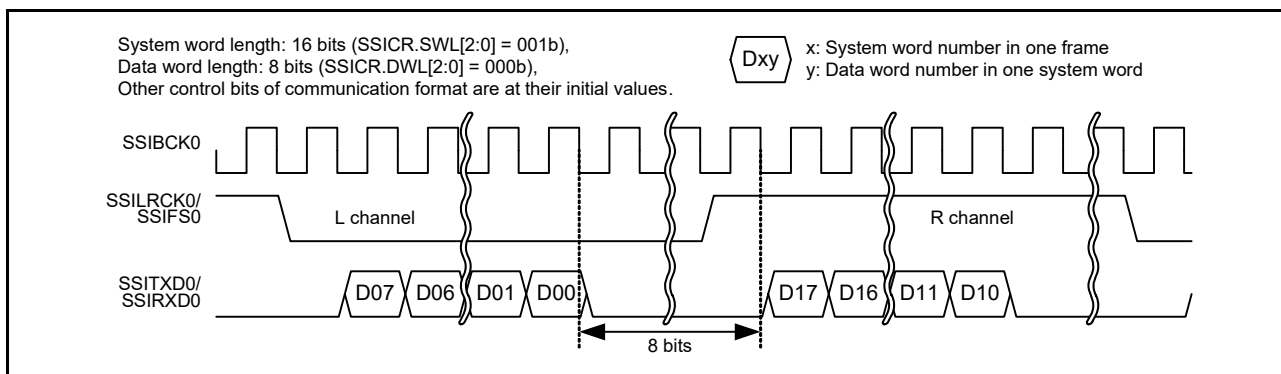 System word length: 16 bits (SSICR.SWL[2:0] = 001b),
Data word length: 8 bits (SSICR.DWL[2:0] = 000b),
Other control bits of communication format are at their initial values.
Dxy
x: System word number in one frame
y: Data word number in one system word
SSIBCK0
SSILRCK0/
SSIFS0
L channel
R channel
SSITXD0/
SSIRXD0
D07 D06 D01 D00 D17 D16 D11 D10
8 bits